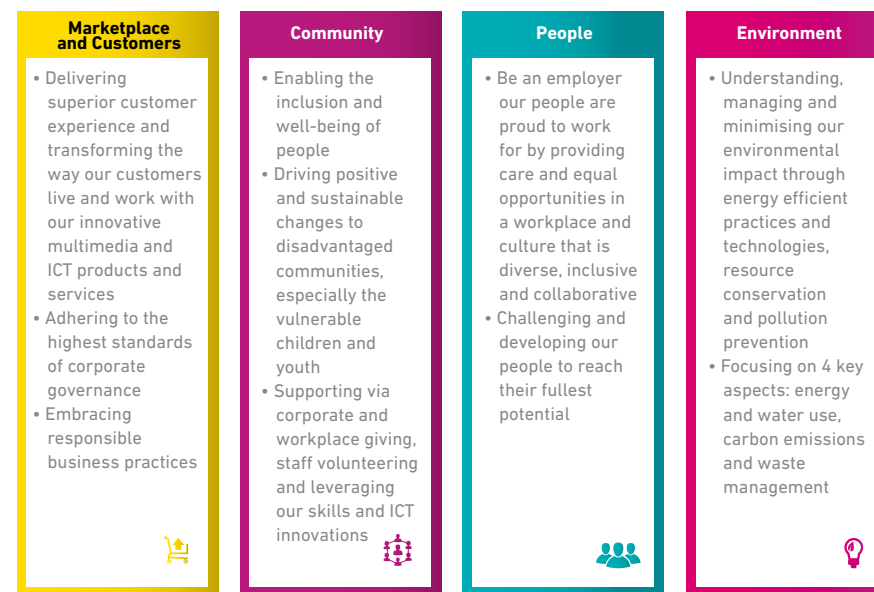 Marketplace
and Customers
• Delivering
superior customer
experience and
transforming the
way our customers
live and work with
our innovative
multimedia and
ICT products and
services
• Adhering to the
highest standards
of corporate
governance
• Embracing
responsible
business practices
Community
• Enabling the
inclusion and
well-being of
people
• Driving positive
and sustainable
changes to
disadvantaged
communities,
especially the
vulnerable
children and
youth
• Supporting via
corporate and
workplace giving,
staff volunteering
and leveraging
our skills and ICT
innovations
People
• Be an employer
our people are
proud to work
for by providing
care and equal
opportunities in
a workplace and
culture that is
diverse, inclusive
and collaborative
• Challenging and
developing our
people to reach
their fullest
potential
Environment
• Understanding,
managing and
minimising our
environmental
impact through
energy efficient
practices and
technologies,
resource
conservation
and pollution
prevention
• Focusing on 4 key
aspects: energy
and water use,
carbon emissions
and waste
management